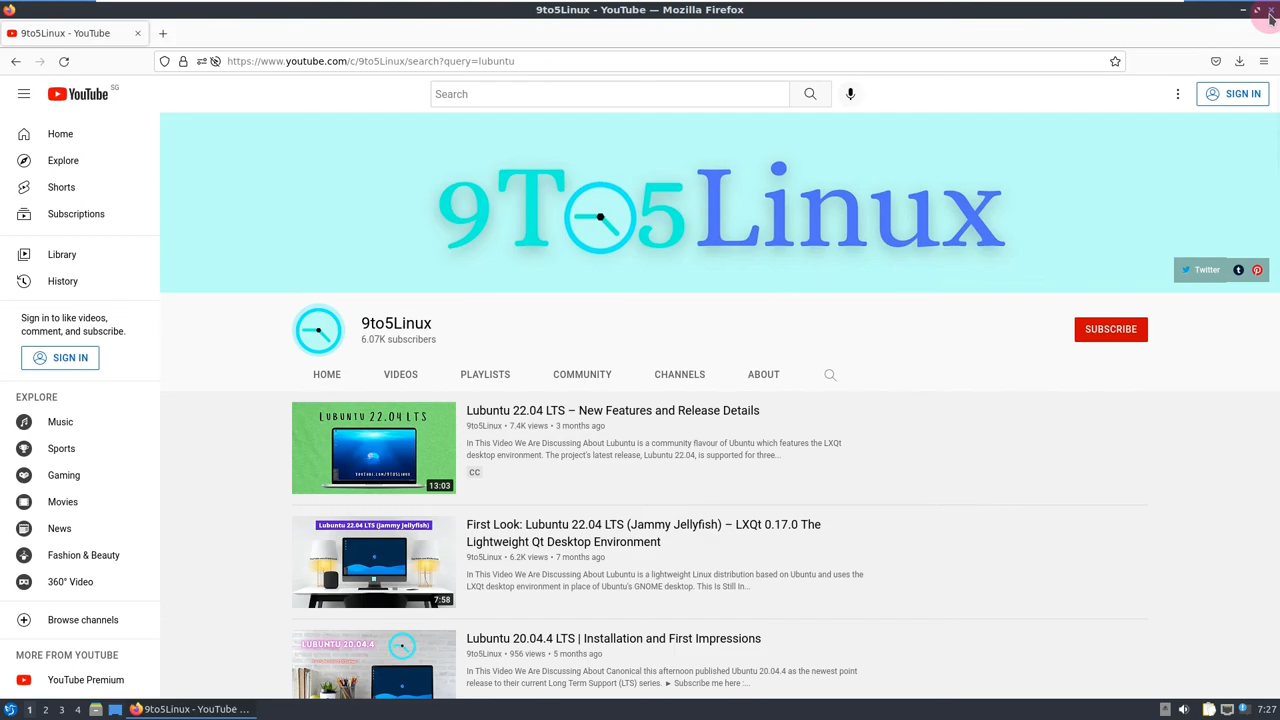 9to5Linux - YouTube — Mozilla Firefox
9to5Linux - YouTube
https://www.youtube.com/c/9to5Linux/search?query=lubuntu
YouTube SG
Search
SIGN IN
Home
Explore
Shorts
Subscriptions
Library
History
Sign in to like videos,
comment, and subscribe.
SIGN IN
EXPLORE
Music
Sports
Gaming
Movies
News
Fashion & Beauty
360° Video
Browse channels
MORE FROM YOUTUBE
YouTube Premium
9To5Linux
Twitter
9to5Linux
6.07K subscribers
SUBSCRIBE
HOME VIDEOS PLAYLISTS COMMUNITY CHANNELS ABOUT
LUBUNTU 22.04 LTS
YOUTUBE.COM/9TO5LINUX
13:03
Lubuntu 22.04 LTS – New Features and Release Details
9to5Linux • 7.4K views • 3 months ago
In This Video We Are Discussing About Lubuntu is a community flavour of Ubuntu which features the LXQt
desktop environment. The project's latest release, Lubuntu 22.04, is supported for three...
CC
Lubuntu 22.04 LTS (Jammy Jellyfish)
7:58
First Look: Lubuntu 22.04 LTS (Jammy Jellyfish) – LXQt 0.17.0 The
Lightweight Qt Desktop Environment
9to5Linux • 6.2K views • 7 months ago
In This Video We Are Discussing About Lubuntu is a lightweight Linux distribution based on Ubuntu and uses the
LXQt desktop environment in place of Ubuntu's GNOME desktop. This Is Still In...
LUBUNTU 20.04.4
Lubuntu 20.04.4 LTS | Installation and First Impressions
9to5Linux • 956 views • 5 months ago
In This Video We Are Discussing About Canonical this afternoon published Ubuntu 20.04.4 as the newest point
release to their current Long Term Support (LTS) series. ► Subscribe me here :...
1 2 3 4 9to5Linux - YouTube ... 7:27